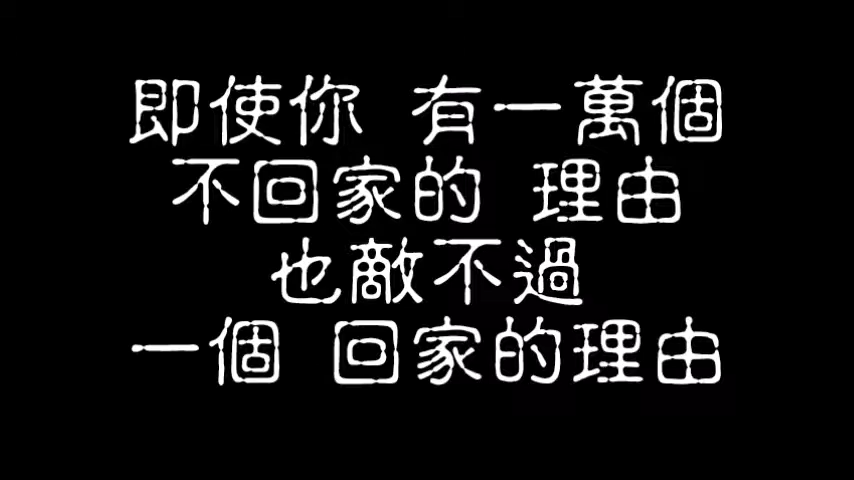 即使你 有一萬個
不回家的 理由
也敵不過
一個 回家的理由